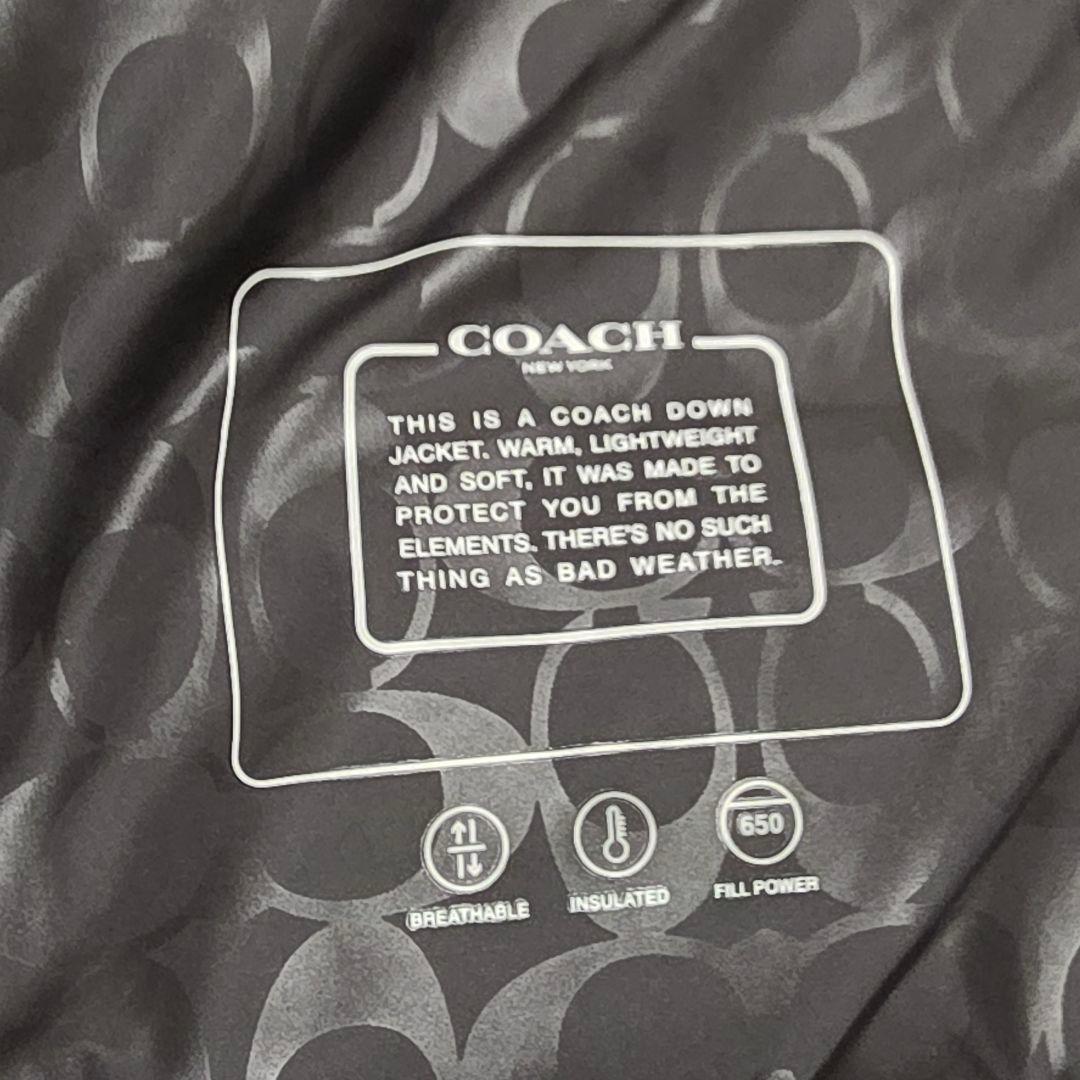 COACH
NEW YORK
THIS IS A COACH DOWN
JACKET. WARM, LIGHTWEIGHT
AND SOFT, IT WAS MADE TO
PROTECT YOU FROM THE
ELEMENTS. THERE'S NO SUCH
THING AS BAD WEATHER.
650
BREATHABLE INSULATED FILL POWER